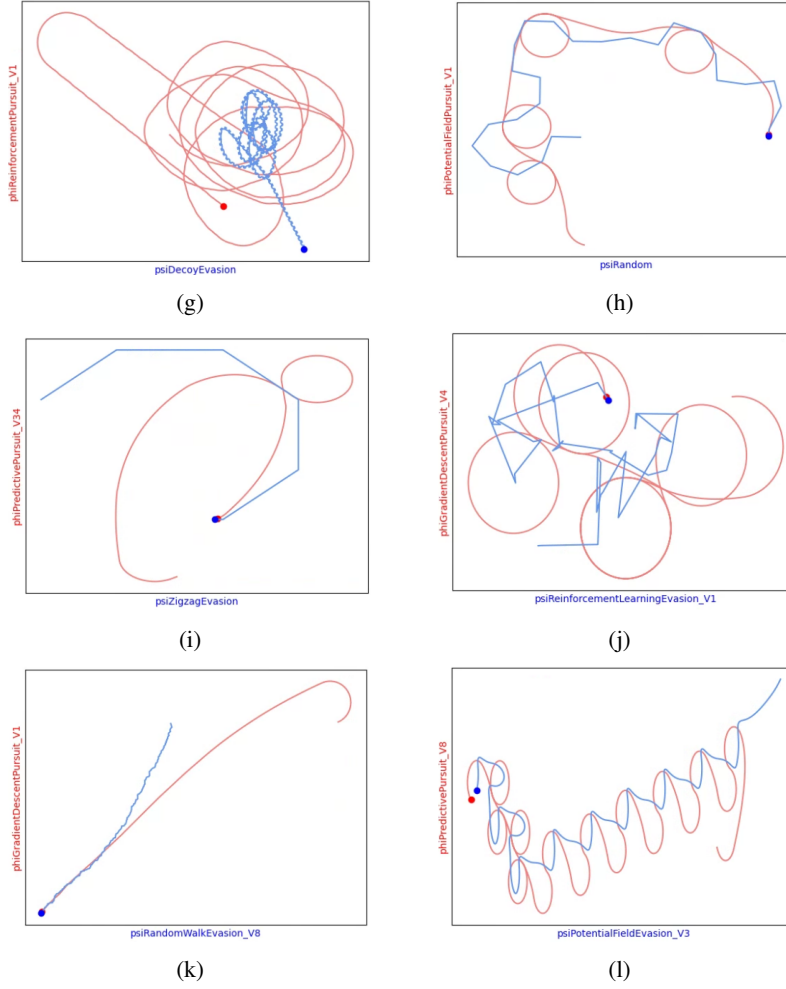 phiReinforcementPursuit_V1
psiDecoyEvasion
(g)
phiPotentialFieldPursuit_V1
psiRandom
(h)
phiPredictivePursuit_V34
psiZigzagEvasion
(i)
phiGradientDescentPursuit_V4
psiReinforcementLearningEvasion_V1
(j)
phiGradientDescentPursuit_V1
psiRandomWalkEvasion_V8
(k)
phiPredictivePursuit_V8
psiPotentialFieldEvasion_V3
(l)